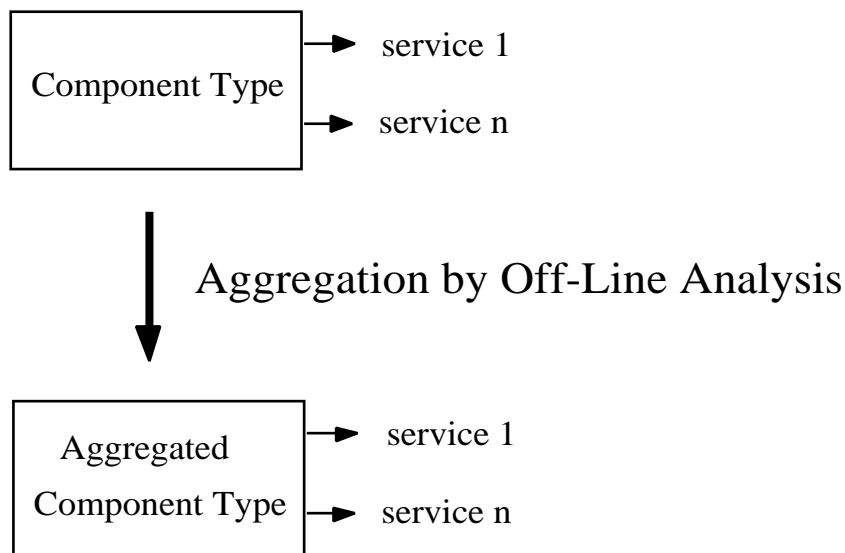 service 1
Component Type
service n
Aggregation by Off-Line Analysis
service 1
Aggregated
Component Type
service n